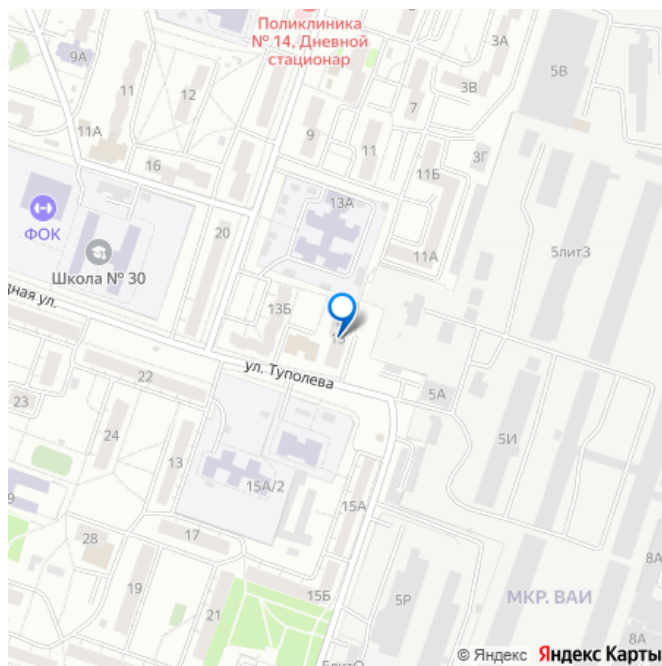 Поликлиника
№ 14, Дневной
стационар
3А
9А
5В
11
12
3В
7
9
11
11А
11Б
3Г
16
13А
ФОК
20
11А
5лит3
Школа № 30
дная ул.
13Б
ул. Туполева
22
5А
23
24
5И
13
15А/2
15А
9
17
28
8А
19
15Б
5Р
МКР. ВАИ
21
8А
© Яндекс Яндекс Карты